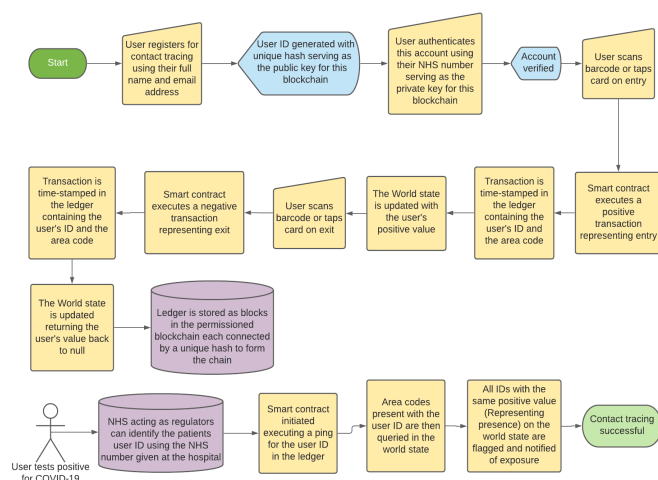 Start
User registers for
contact tracing
using their full
name and email
address
User ID generated with
unique hash serving as
the public key for this
blockchain
User authenticates
this account using
their NHS number
serving as the
private key for this
blockchain
Account
verified
User scans
barcode or taps
card on entry
Smart contract
executes a
positive
transaction
representing entry
Transaction is
time-stamped in
the ledger
containing the
user's ID and
the area code
The World state
is updated with
the user's
positive value
User scans
barcode or taps
card on exit
Smart contract
executes a negative
transaction
representing exit
Transaction is
time-stamped in
the ledger
containing the
user's ID and the
area code
The World state
is updated
returning the
user's value back
to null
Ledger is stored as blocks
in the permissioned
blockchain each connected
by a unique hash to form
the chain
User tests positive
for COVID-19
NHS acting as regulators
can identify the patients
user ID using the NHS
number given at the hospital
Smart contract
initiated
executing a ping
for the user ID
in the ledger
Area codes
present with the
user ID are then
queried in the
world state
All IDs with the
same positive value
(Representing
presence) on the
world state are
flagged and notified
of exposure
Contact tracing
successful